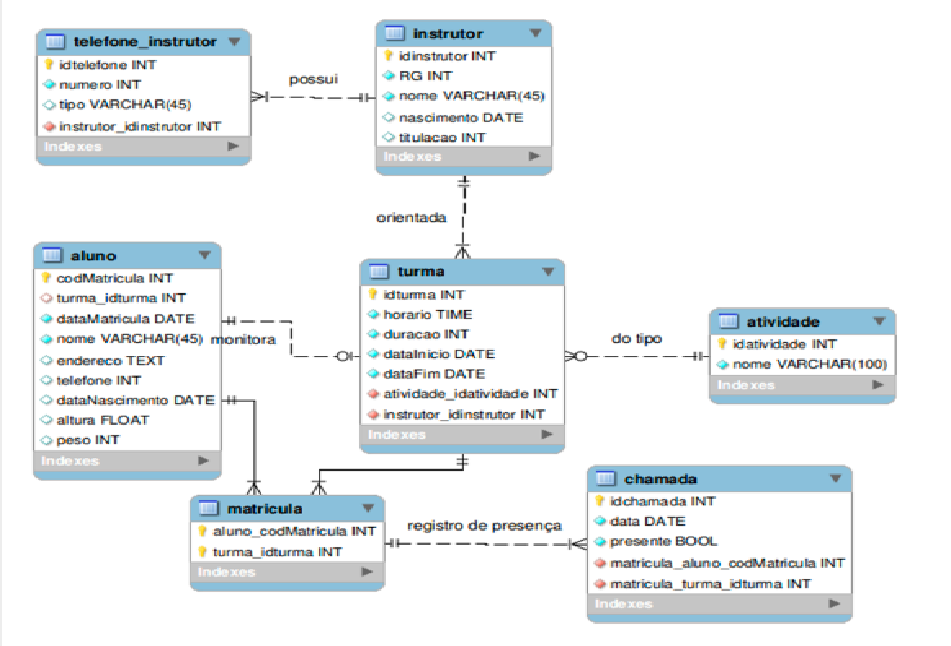 telefone_instrutor
idtelefone INT
numero INT
tipo VARCHAR(45)
instrutor_idinstrutor INT
Indexes
possui
instrutor
idinstrutor INT
RG INT
nome VARCHAR(45)
nascimento DATE
titulacao INT
Indexes
orientada
aluno
codMatricula INT
turma_idturma INT
dataMatricula DATE
nome VARCHAR(45)
endereco TEXT
telefone INT
dataNascimento DATE
altura FLOAT
peso INT
Indexes
monitora
turma
idturma INT
horario TIME
duracao INT
dataInicio DATE
dataFim DATE
atividade_idatividade INT
instrutor_idinstrutor INT
Indexes
do tipo
atividade
idatividade INT
nome VARCHAR(100)
Indexes
matricula
aluno_codMatricula INT
turma_idturma INT
Indexes
registro de presença
chamada
idchamada INT
data DATE
presente BOOL
matricula_aluno_codMatricula INT
matricula_turma_idturma INT
Indexes